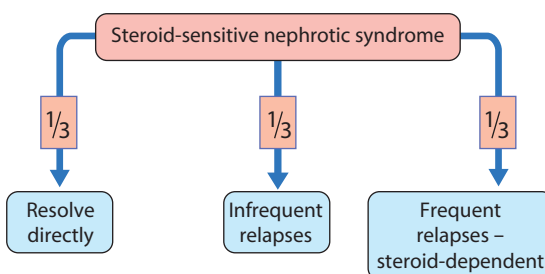 Steroid-sensitive nephrotic syndrome
1/3
1/3
1/3
Resolve
directly
Infrequent
relapses
Frequent
relapses –
steroid-dependent